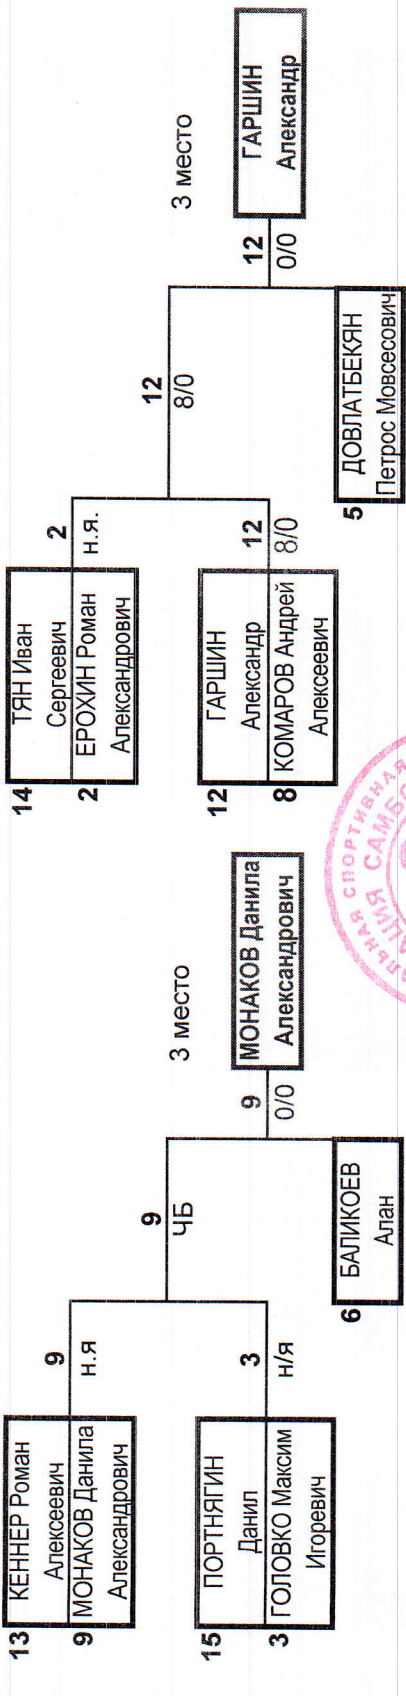 13
КЕННЕР Роман
Алексеевич
9
МОНАКОВ Данила
Александрович
9
н.я
15
ПОРТНЯГИН
Данил
3
ГОЛОВКО Максим
Игоревич
3
н/я
9
ЧБ
6
БАЛИКОЕВ
Алан
9
0/0
3 место
МОНАКОВ Данила
Александрович
14
ТЯН Иван
Сергеевич
2
ЕРОХИН Роман
Александрович
2
н.я.
12
ГАРШИН
Александр
8
КОМАРОВ Андрей
Алексеевич
12
8/0
12
8/0
5
ДОВЛАТБЕКЯН
Петрос Мовсесович
12
0/0
3 место
ГАРШИН
Александр
СПОРТИВНАЯ